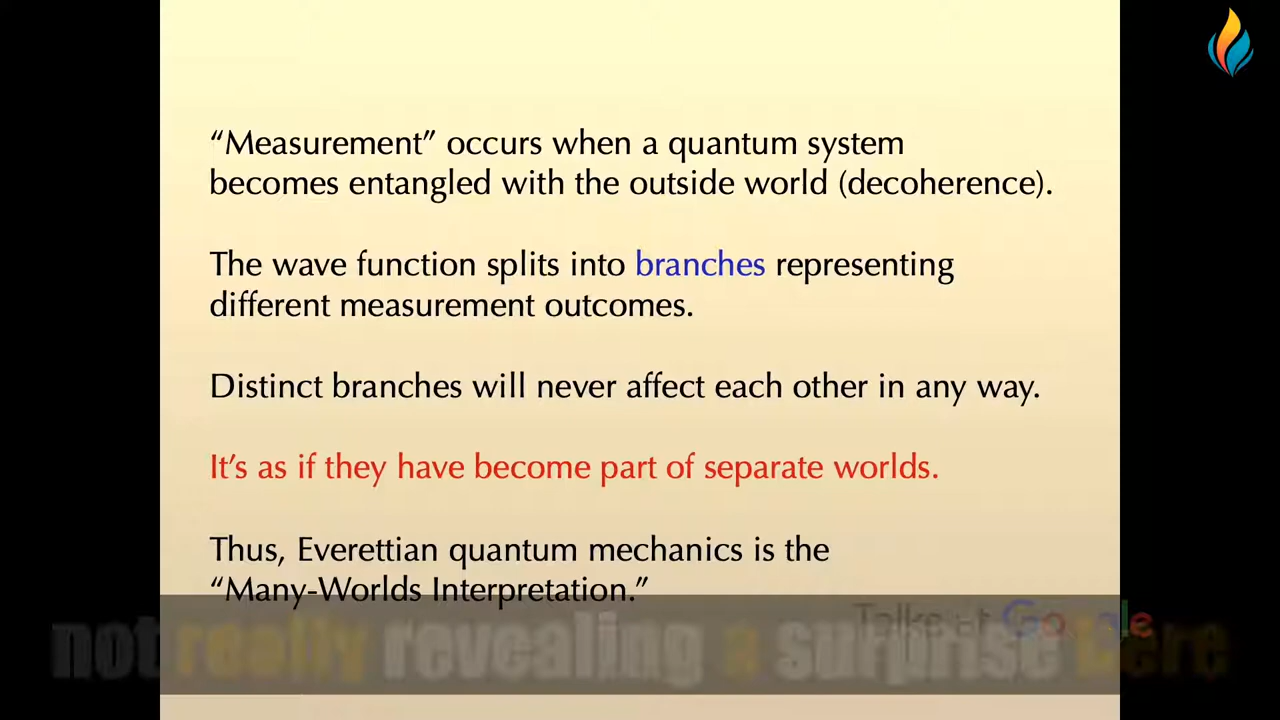 “Measurement” occurs when a quantum system
becomes entangled with the outside world (decoherence).
The wave function splits into branches representing
different measurement outcomes.
Distinct branches will never affect each other in any way.
It’s as if they have become part of separate worlds.
Thus, Everettian quantum mechanics is the
“Many-Worlds Interpretation.”
Talks at Google
not really revealing a surprise here